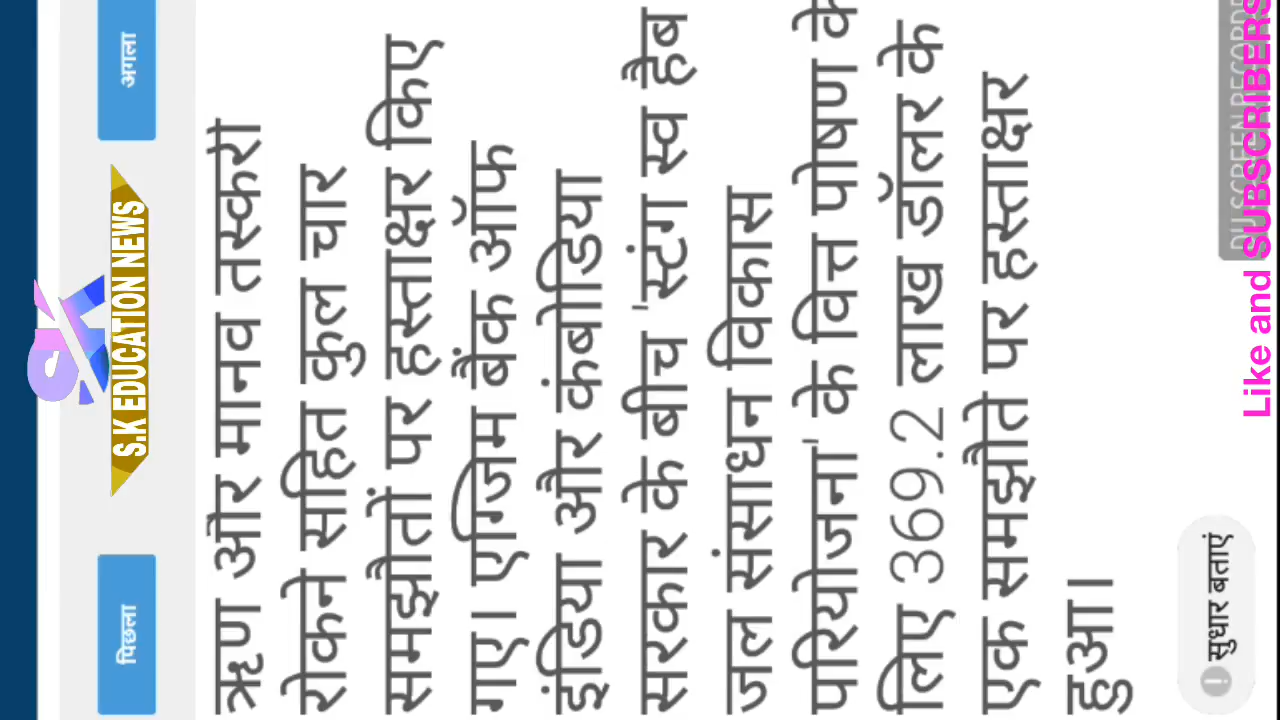 पिछला
अगला
S.K EDUCATION NEWS
ऋण और मानव तस्करी
रोकने सहित कुल चार
समझौतों पर हस्ताक्षर किए
गए। एग्जिम बैंक ऑफ
इंडिया और कंबोडिया
सरकार के बीच 'स्टंग स्व हैब
जल संसाधन विकास
परियोजना' के वित्त पोषण के
लिए 369.2 लाख डॉलर के
एक समझौते पर हस्ताक्षर
हुआ।
सुधार बताएं
Like and SUBSCRIBERS